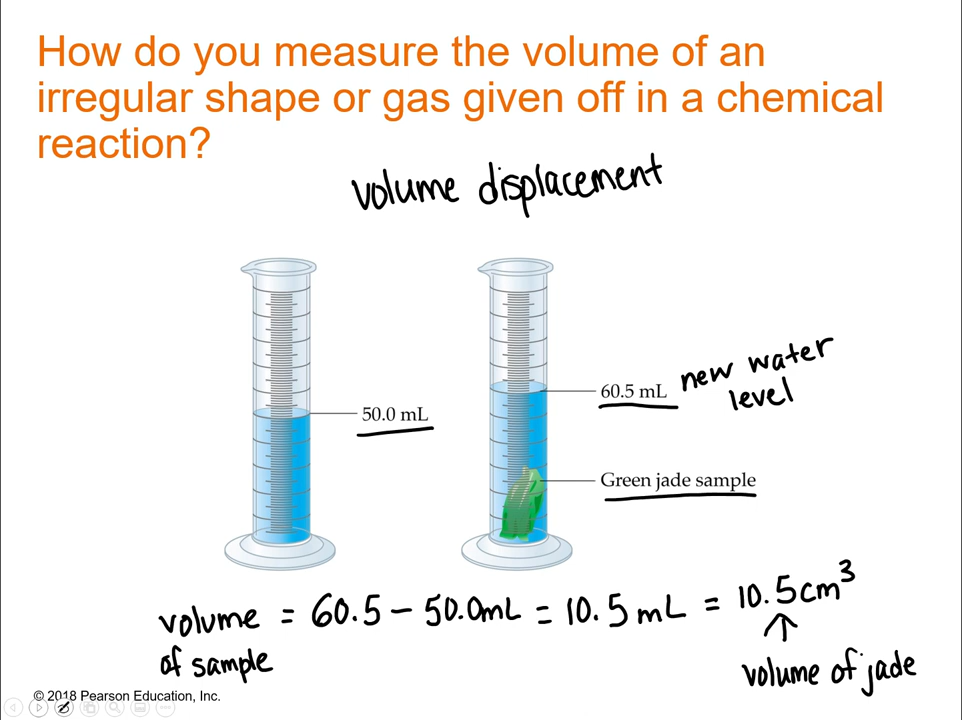 How do you measure the volume of an
irregular shape or gas given off in a chemical
reaction?
volume displacement
50.0 mL
60.5 mL
new water
level
Green jade sample
volume = 60.5 - 50.0mL = 10.5 mL = 10.5 cm³
of sample
volume of jade
© 2018 Pearson Education, Inc.